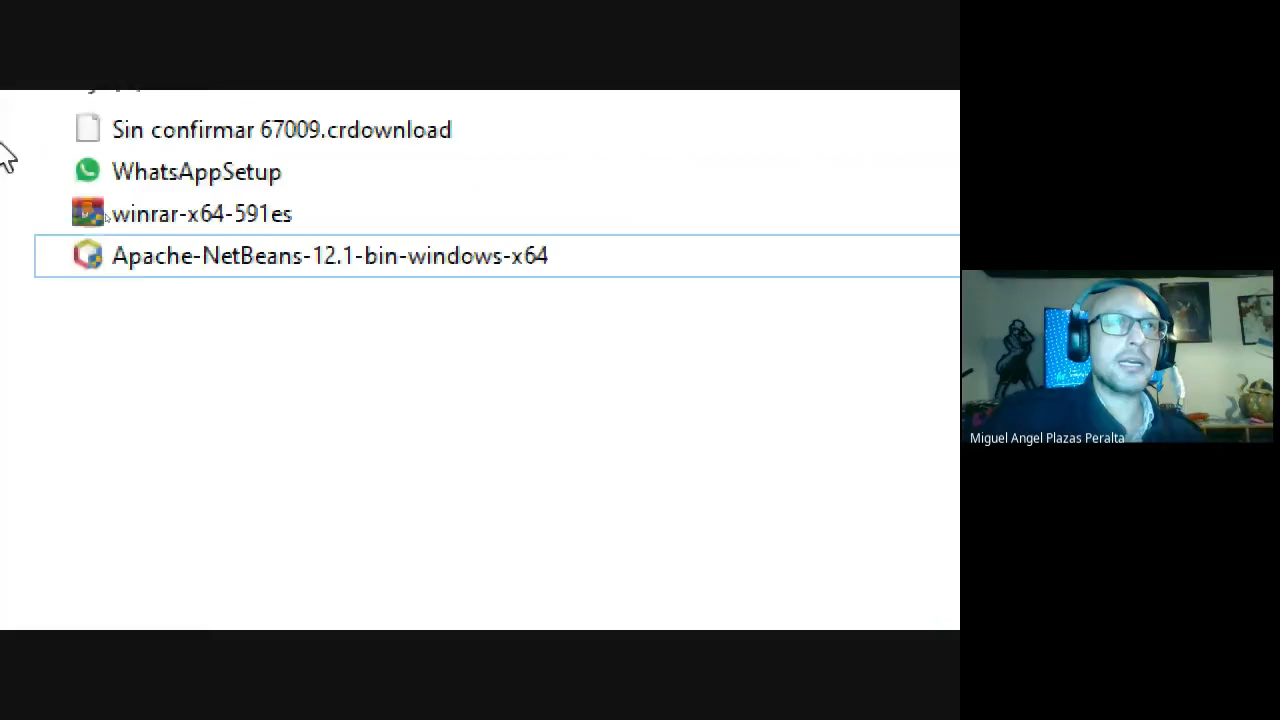 Sin confirmar 67009.crdownload
WhatsAppSetup
winrar-x64-591es
Apache-NetBeans-12.1-bin-windows-x64
Miguel Angel Plazas Peralta